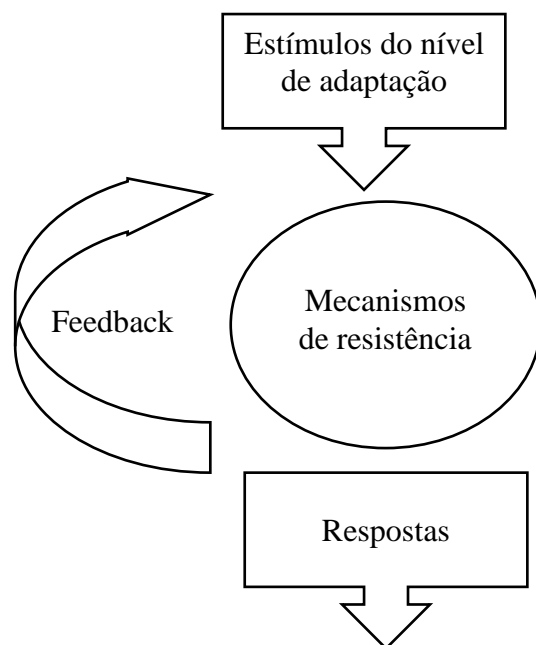 Estímulos do nível
de adaptação
Feedback
Mecanismos
de resistência
Respostas